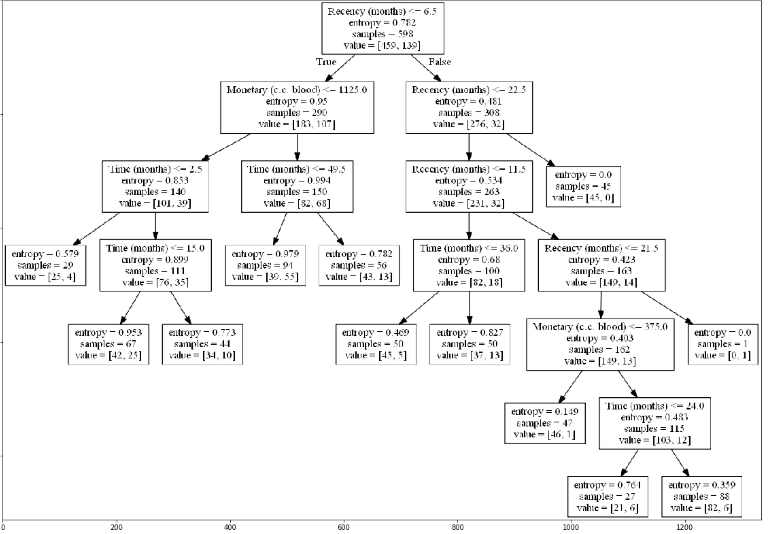 Recency (months) <= 6.5
entropy = 0.782
samples = 598
value = [459, 139]
True
False
Monetary (c.c. blood) <= 1125.0
entropy = 0.95
samples = 290
value = [183, 107]
Recency (months) <= 22.5
entropy = 0.481
samples = 308
value = [276, 32]
Time (months) <= 2.5
entropy = 0.853
samples = 140
value = [101, 39]
Time (months) <= 49.5
entropy = 0.994
samples = 150
value = [82, 68]
Recency (months) <= 11.5
entropy = 0.534
samples = 263
value = [231, 32]
entropy = 0.0
samples = 45
value = [45, 0]
entropy = 0.579
samples = 29
value = [25, 4]
Time (months) <= 15.0
entropy = 0.899
samples = 111
value = [76, 35]
entropy = 0.979
samples = 94
value = [39, 55]
entropy = 0.782
samples = 56
value = [43, 13]
Time (months) <= 36.0
entropy = 0.68
samples = 100
value = [82, 18]
Recency (months) <= 21.5
entropy = 0.423
samples = 163
value = [149, 14]
entropy = 0.953
samples = 67
value = [42, 25]
entropy = 0.773
samples = 44
value = [34, 10]
entropy = 0.469
samples = 50
value = [45, 5]
entropy = 0.827
samples = 50
value = [37, 13]
Monetary (c.c. blood) <= 375.0
entropy = 0.403
samples = 162
value = [149, 13]
entropy = 0.0
samples = 1
value = [0, 1]
entropy = 0.149
samples = 47
value = [46, 1]
Time (months) <= 24.0
entropy = 0.483
samples = 115
value = [103, 12]
entropy = 0.764
samples = 27
value = [21, 6]
entropy = 0.359
samples = 88
value = [82, 6]
0 200 400 600 800 1000 1200